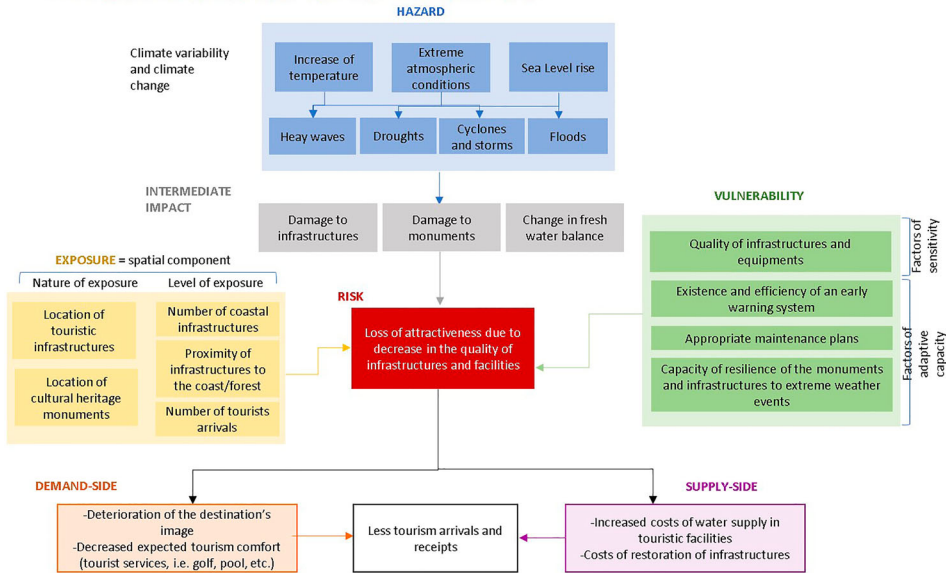 HAZARD
Climate variability
and climate
change
Increase of
temperature
Extreme
atmospheric
conditions
Sea Level rise
Heay waves
Droughts
Cyclones
and storms
Floods
INTERMEDIATE
IMPACT
Damage to
infrastructures
Damage to
monuments
Change in fresh
water balance
VULNERABILITY
Quality of infrastructures and
equipments
Factors of
sensitivity
Existence and efficiency of an early
warning system
Appropriate maintenance plans
Capacity of resilience of the monuments
and infrastructures to extreme weather
events
Factors of
adaptive
capacity
EXPOSURE = spatial component
Nature of exposure
Level of exposure
Location of
touristic
infrastructures
Location of
cultural heritage
monuments
Number of coastal
infrastructures
Proximity of
infrastructures to
to the coast/forest
Number of tourists
arrivals
RISK
Loss of attractiveness due to
decrease in the quality of
infrastructures and facilities
DEMAND-SIDE
-Deterioration of the destination's
image
-Decreased expected tourism comfort
(tourist services, i.e. golf, pool, etc.)
Less tourism arrivals and
receipts
SUPPLY-SIDE
-Increased costs of water supply in
touristic facilities
-Costs of restoration of infrastructures